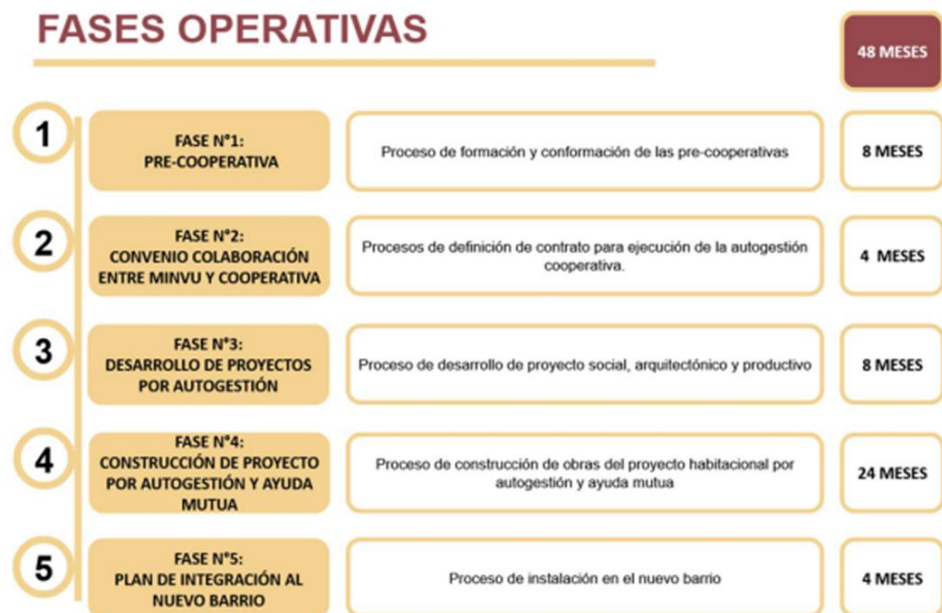 FASES OPERATIVAS
48 MESES
1
FASE N°1:
PRE-COOPERATIVA
Proceso de formación y conformación de las pre-cooperativas
8 MESES
2
FASE N°2:
CONVENIO COLABORACIÓN
ENTRE MINVU Y COOPERATIVA
Procesos de definición de contrato para ejecución de la autogestión
cooperativa.
4 MESES
3
FASE N°3:
DESARROLLO DE PROYECTOS
POR AUTOGESTIÓN
Proceso de desarrollo de proyecto social, arquitectónico y productivo
8 MESES
4
FASE N°4:
CONSTRUCCIÓN DE PROYECTO
POR AUTOGESTIÓN Y AYUDA
MUTUA
Proceso de construcción de obras del proyecto habitacional por
autogestión y ayuda mutua
24 MESES
5
FASE N°5:
PLAN DE INTEGRACIÓN AL
NUEVO BARRIO
Proceso de instalación en el nuevo barrio
4 MESES